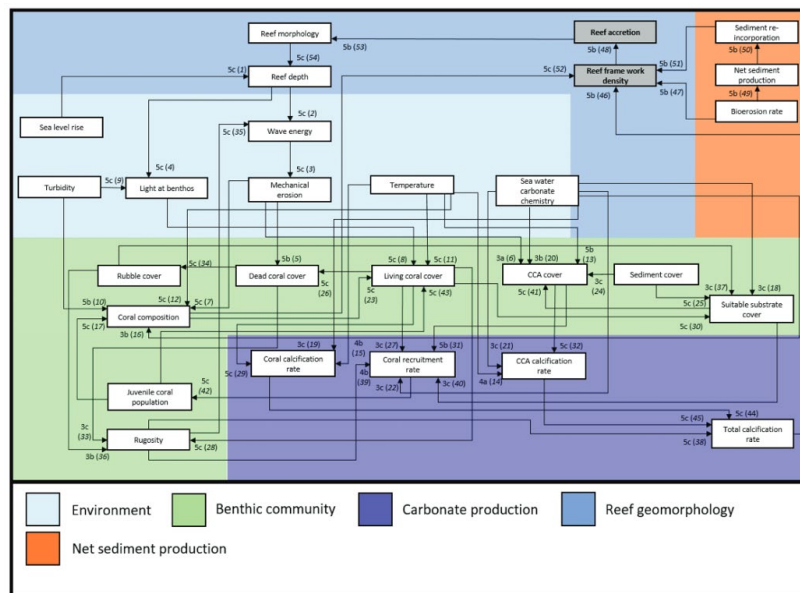 Reef morphology
Reef accretion
Sediment re-
incorporation
5b (53)
5b (48)
5b (51)
5b (50)
5c (54)
5c (1)
Reef depth
5c (52)
Reef frame work
density
Net sediment
production
5b (46)
5b (47)
5b (49)
5c (2)
5c (35)
Sea level rise
Wave energy
Bioerosion rate
5c (4)
5c (3)
Turbidity
5c (9)
Light at benthos
Mechanical
erosion
Temperature
Sea water
carbonate
chemistry
5b (5)
5c (8)
5c (11)
3a (6)
3b (20)
5b
(13)
Rubble cover
5c (34)
Dead coral cover
Living coral cover
CCA cover
Sediment cover
3c
(24)
3c (37)
3c (18)
5c
(26)
5c
(23)
5c (43)
5c (41)
5c (25)
Suitable substrate
cover
5b (10)
5c (12)
5c (7)
5c (17)
Coral composition
5c (30)
3b (16)
3c (19)
4b
(15)
3c (27)
5b (31)
3c (21)
5c (32)
Coral calcification
rate
Coral recruitment
rate
CCA calcification
rate
5c (29)
4b
(39)
3c (22)
3c (40)
4a (14)
Juvenile coral
population
5c
(42)
5c (44)
3c
(33)
Rugosity
5c (45)
Total calcification
rate
3b (36)
5c (28)
5c (38)
Environment
Benthic community
Carbonate production
Reef geomorphology
Net sediment production